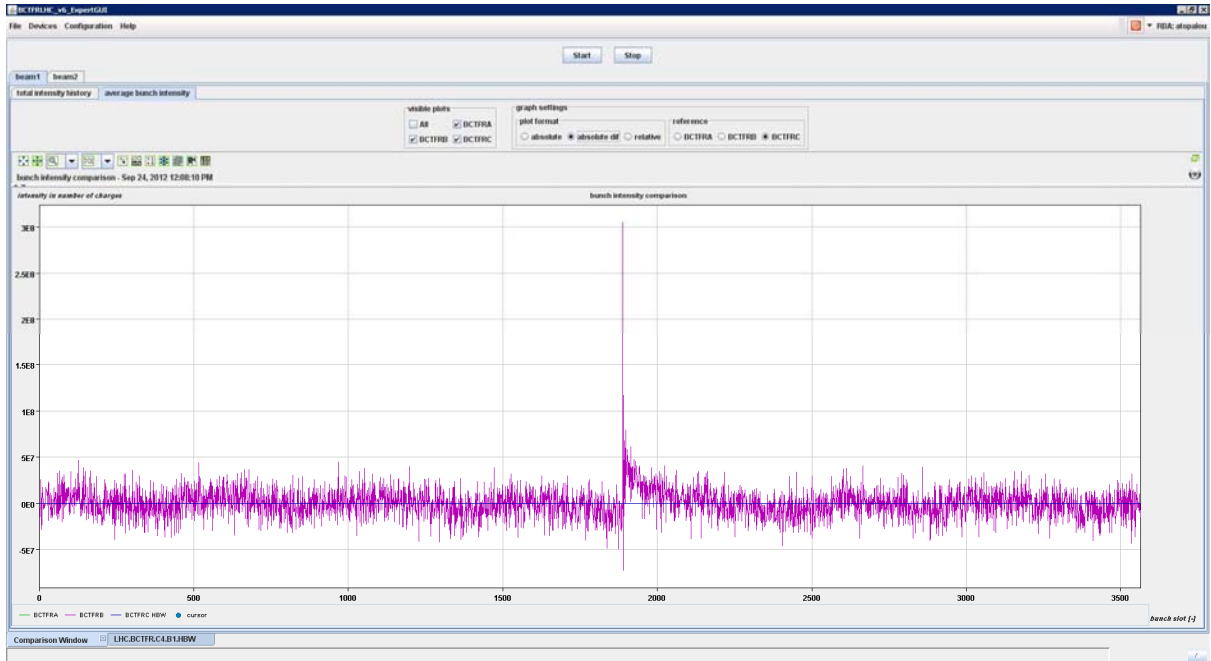 BCTFRLHC_v6_ExpertGUI
File Devices Configuration Help RBA: atopalou
Start Stop
beam1 beam2
total intensity history average bunch intensity
visible plots graph settings
plot format reference
All BCTFRA absolute absolute dif relative BCTFRA BCTFRB BCTFRC
BCTFRB BCTFRC
bunch intensity comparison - Sep 24, 2012 12:08:10 PM
intensity in number of charges bunch intensity comparison
3E8
2.5E8
2E8
1.5E8
1E8
5E7
0E0
-5E7
0 500 1000 1500 2000 2500 3000 3500
BCTFRA BCTFRB BCTFRC HBW cursor bunch slot [-]
Comparison Window LHC.BCTFR.C4.B1.HBW